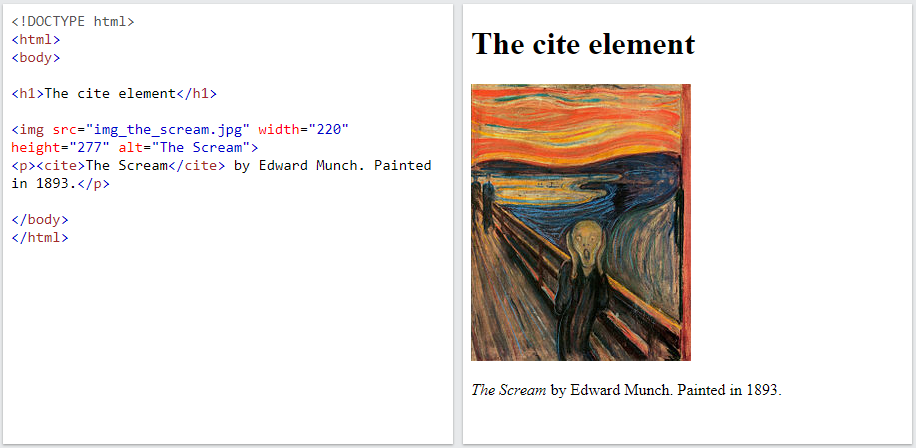 <!DOCTYPE html>
<html>
<body>
<h1>The cite element</h1>
<img src="img_the_scream.jpg" width="220"
height="277" alt="The Scream">
<p><cite>The Scream</cite> by Edward Munch. Painted
in 1893.</p>
</body>
</html>
The cite element
The Scream by Edward Munch. Painted in 1893.